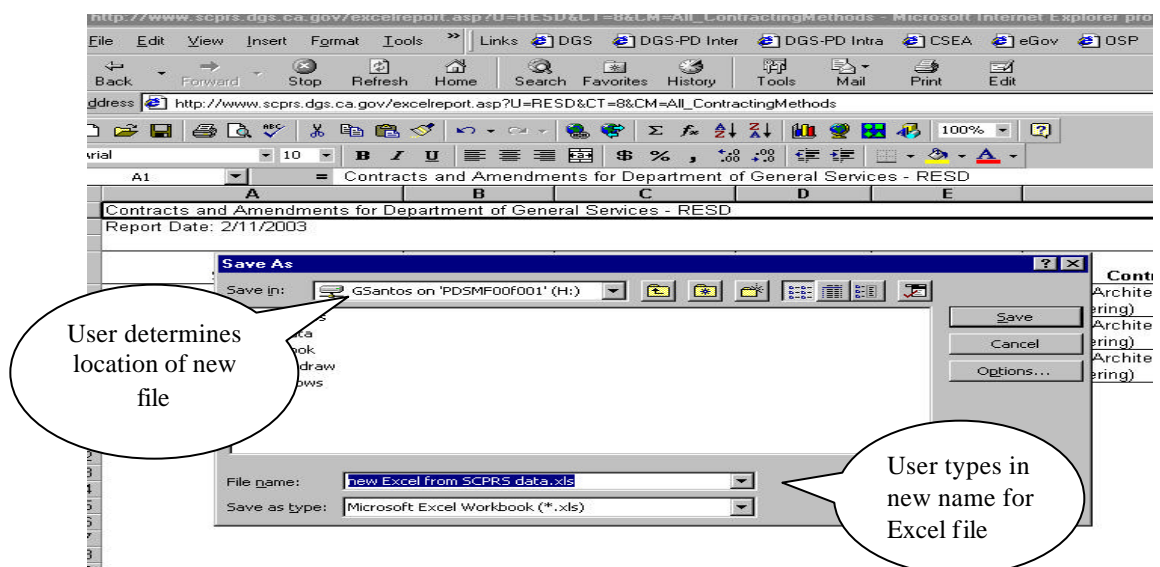 http://www.scprs.dgs.ca.gov/excelreport.asp?U=RESD&CT=8&CM=All_ContractingMethods - Microsoft Internet Explorer pro
File Edit View Insert Format Tools » Links DGS DGS-PD Inter DGS-PD Intra CSEA eGov OSP
Back Forward Stop Refresh Home Search Favorites History Tools Mail Print Edit
ddress http://www.scprs.dgs.ca.gov/excelreport.asp?U=RESD&CT=8&CM=All_ContractingMethods
100%
rial 10 B I U $ % ,
A1 = Contracts and Amendments for Department of General Services - RESD
A B C D E
Contracts and Amendments for Department of General Services - RESD
Report Date: 2/11/2003
Save As
Contr
Save in: GSantos on 'PDSMF00F001' (H:)
Archite
ering)
Archite
ering)
Archite
ering)
Save
Cancel
Options...
ta
ok
draw
ows
User determines
location of new
file
File name: new Excel from SCPRS data.xls
Save as type: Microsoft Excel Workbook (*.xls)
User types in
new name for
Excel file